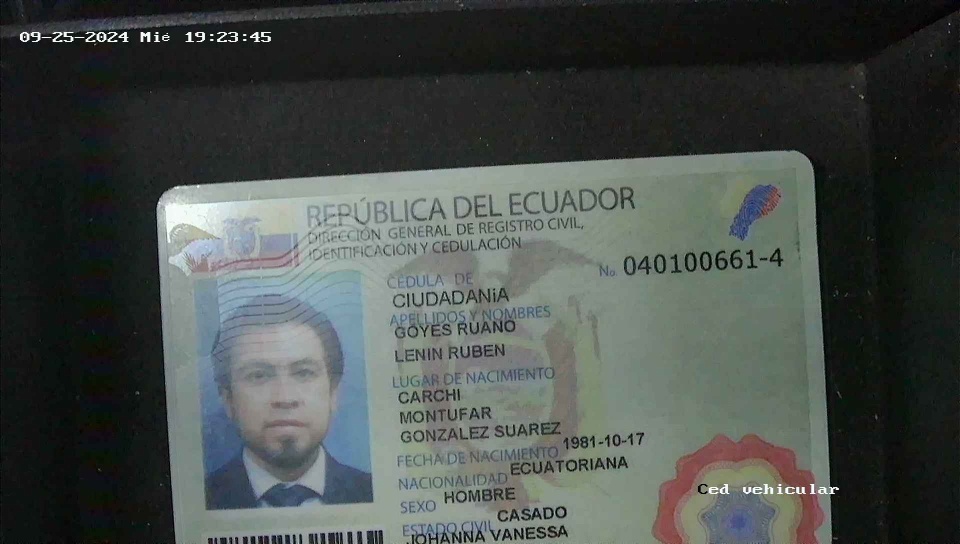 09-25-2024 Mié 19:23:45
REPÚBLICA DEL ECUADOR
DIRECCIÓN GENERAL DE REGISTRO CIVIL,
IDENTIFICACIÓN Y CEDULACIÓN
No. 040100661-4
CÉDULA DE
CIUDADANíA
APELLIDOS Y NOMBRES
GOYES RUANO
LENIN RUBEN
LUGAR DE NACIMIENTO
CARCHI
MONTUFAR
GONZALEZ SUAREZ
FECHA DE NACIMIENTO 1981-10-17
NACIONALIDAD ECUATORIANA
SEXO HOMBRE
ESTADO CIVIL CASADO
JOHANNA VANESSA
Ced vehicular